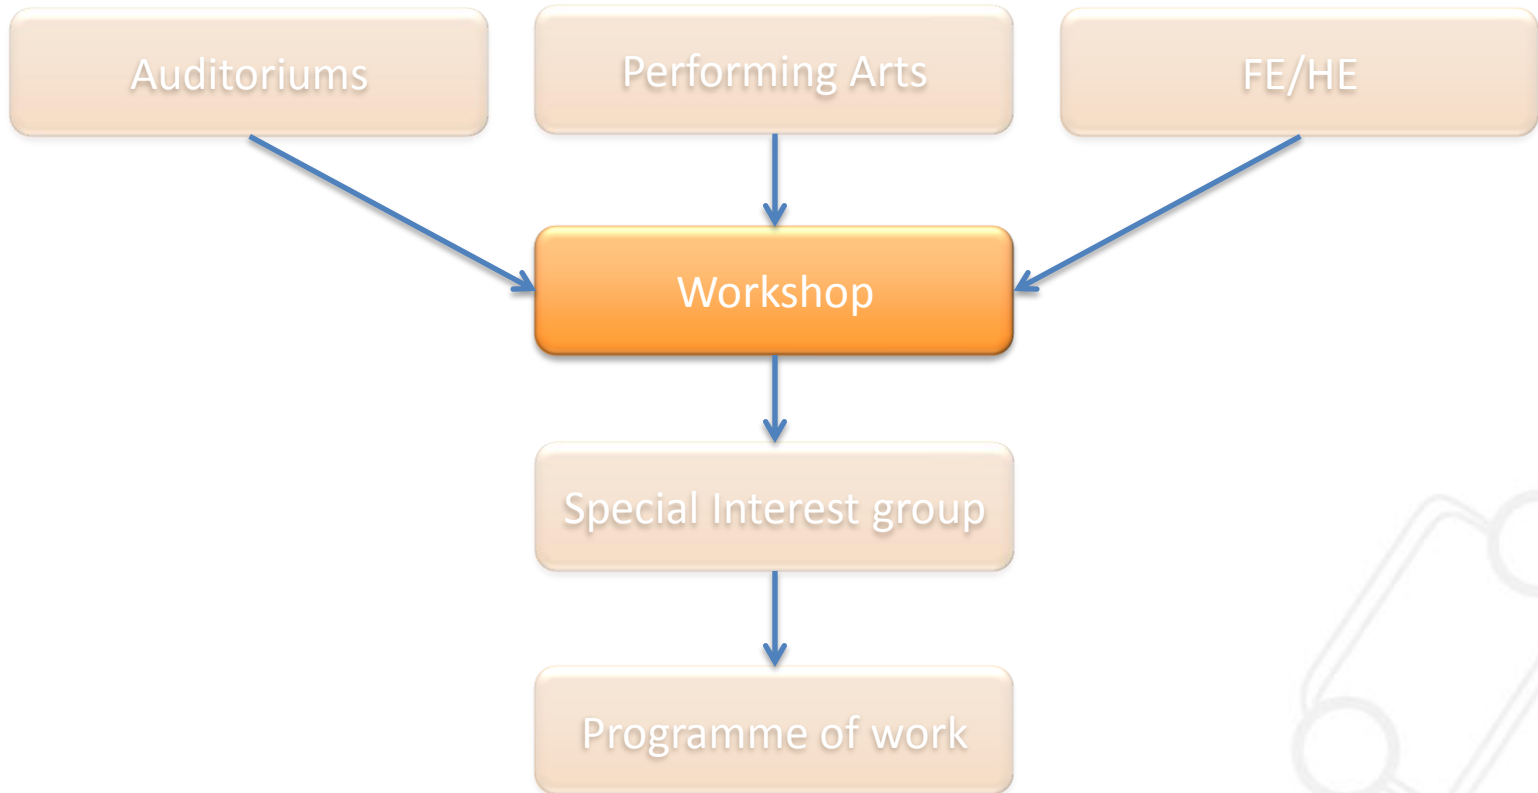 Auditoriums
Performing Arts
FE/HE
Workshop
Special Interest group
Programme of work